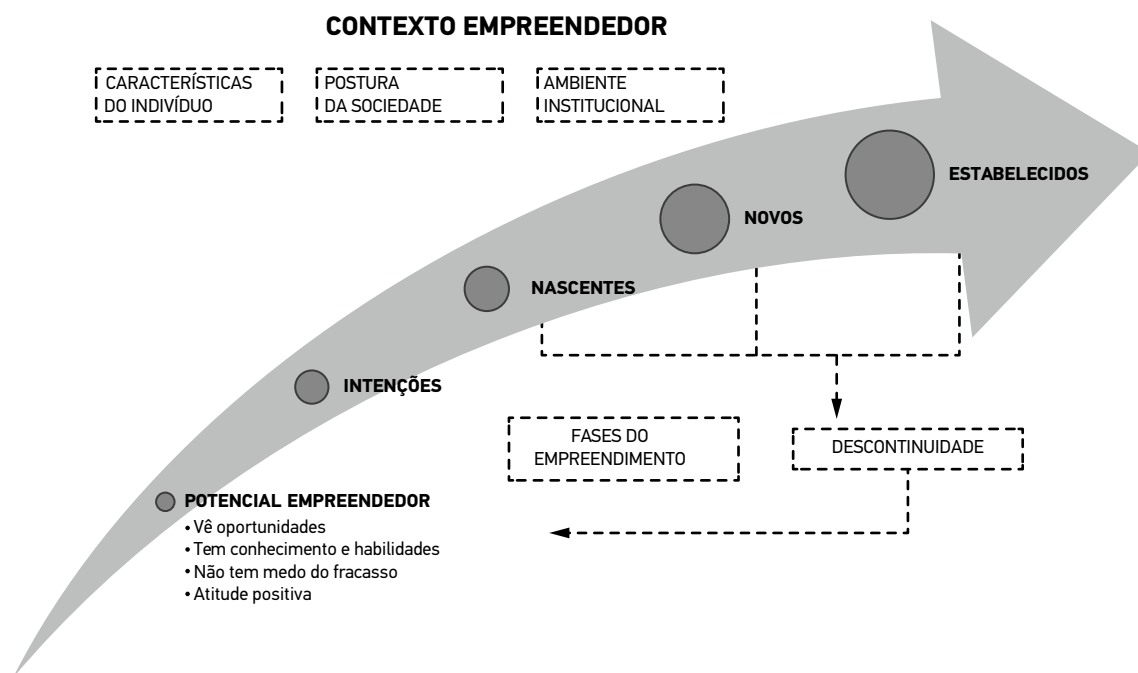 CONTEXTO EMPREENDEDOR
CARACTERÍSTICAS
DO INDIVÍDUO
POSTURA
DA SOCIEDADE
AMBIENTE
INSTITUCIONAL
ESTABELECIDOS
NOVOS
NASCENTES
INTENÇÕES
FASES DO
EMPREENDIMENTO
DESCONTINUIDADE
POTENCIAL EMPREENDEDOR
• Vê oportunidades
• Tem conhecimento e habilidades
• Não tem medo do fracasso
• Atitude positiva